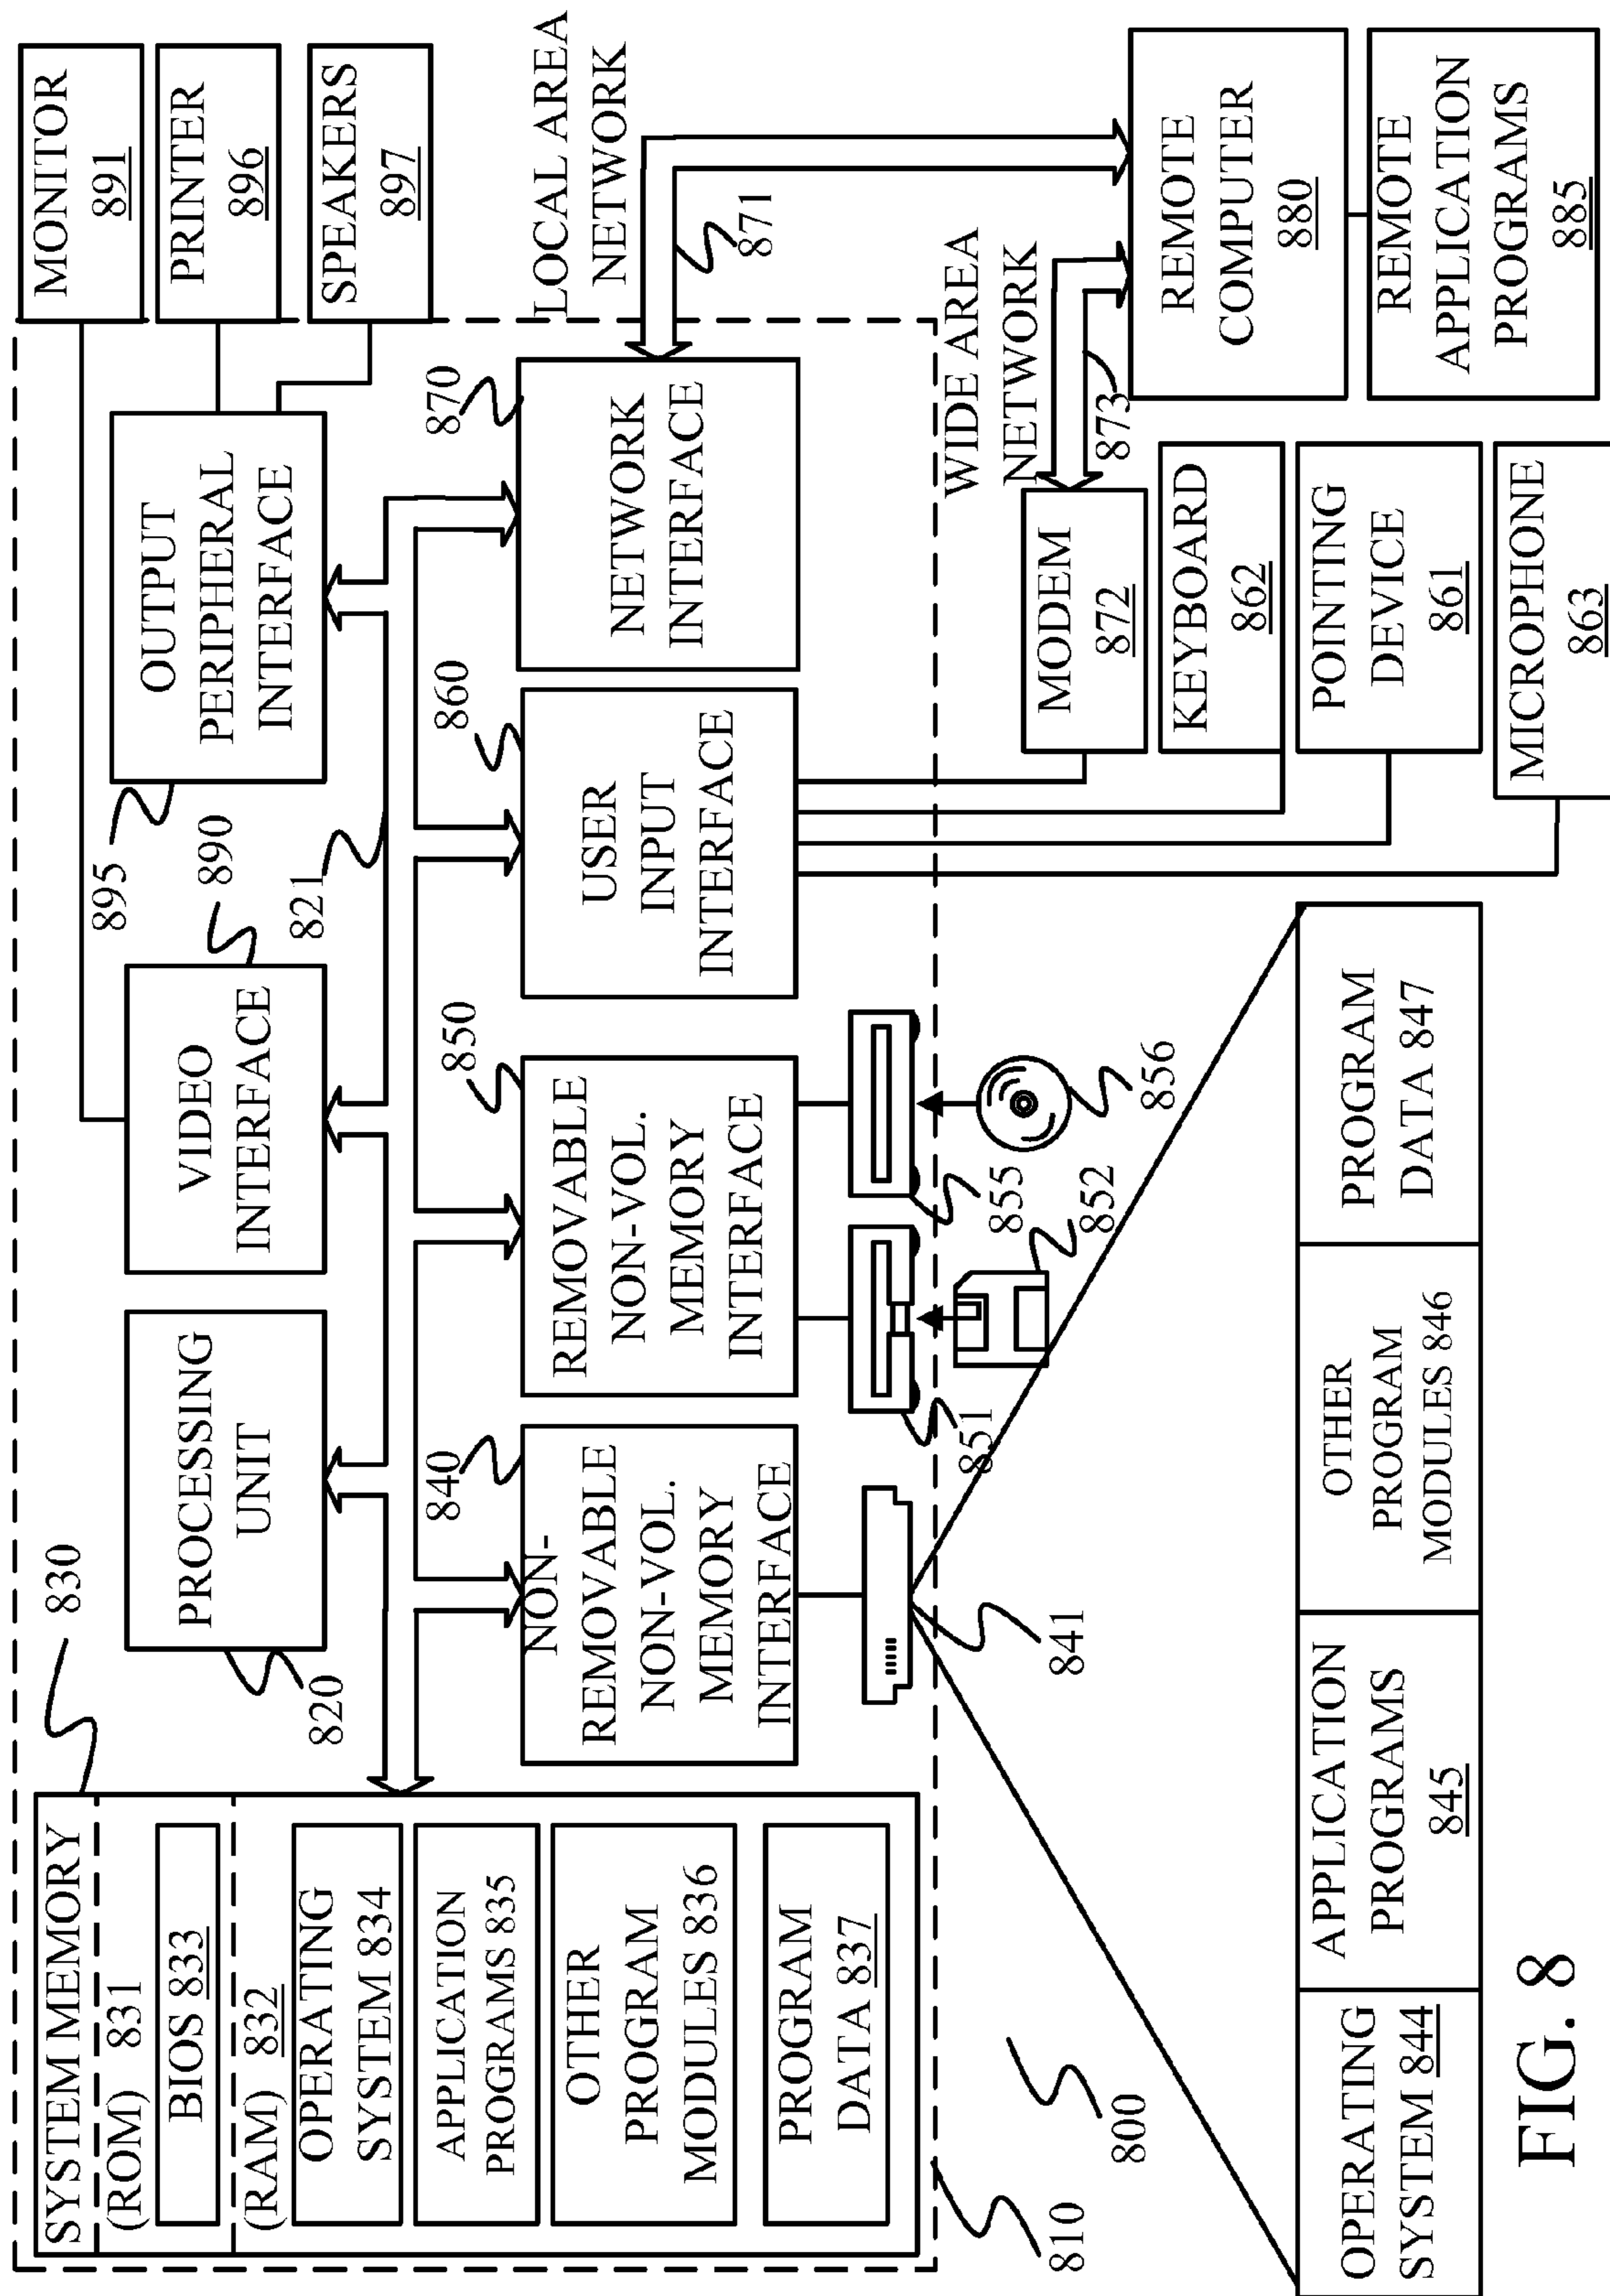 SYSTEM MEMORY
(ROM) 831
BIOS 833
(RAM) 832
OPERATING
SYSTEM 834
APPLICATION
PROGRAMS 835
OTHER
PROGRAM
MODULES 836
PROGRAM
DATA 837
830
820
PROCESSING
UNIT
VIDEO
INTERFACE
890
895
821
OUTPUT
PERIPHERAL
INTERFACE
MONITOR
891
PRINTER
896
SPEAKERS
897
840
NON-
REMOVABLE
NON-VOL.
MEMORY
INTERFACE
850
REMOVABLE
NON-VOL.
MEMORY
INTERFACE
860
USER
INPUT
INTERFACE
870
NETWORK
INTERFACE
LOCAL AREA
NETWORK
871
WIDE AREA
NETWORK
873
841
851
852
855
856
MODEM
872
KEYBOARD
862
POINTING
DEVICE
861
MICROPHONE
863
REMOTE
COMPUTER
880
REMOTE
APPLICATION
PROGRAMS
885
810
800
OPERATING
SYSTEM 844
APPLICATION
PROGRAMS
845
OTHER
PROGRAM
MODULES 846
PROGRAM
DATA 847
FIG. 8